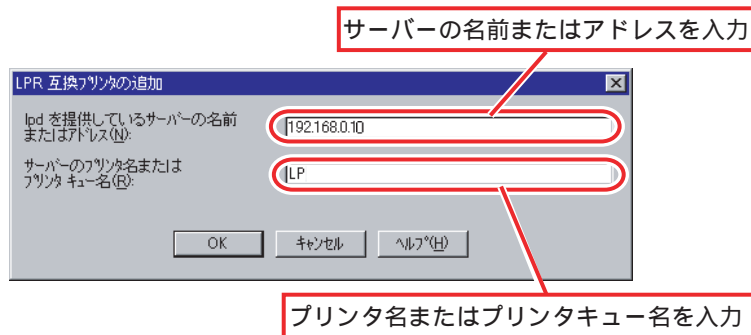 サーバーの名前またはアドレスを入力
LPR 互換プリンタの追加
lpd を提供しているサーバーの名前
またはアドレス(N):
192.168.0.10
サーバーのプリンタ名または
プリンタ キュー名(R):
LP
OK キャンセル ヘルプ(H)
プリンタ名またはプリンタキュー名を入力